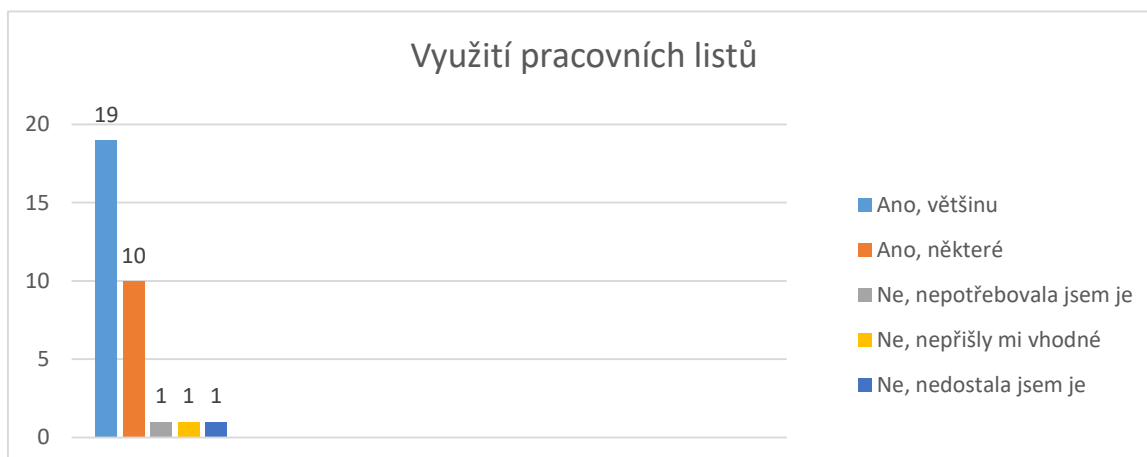 Využití pracovních listů
19
20
15
10
10
5
1 1 1
0
Ano, většinu
Ano, některé
Ne, nepotřebovala jsem je
Ne, nepřišly mi vhodné
Ne, nedostala jsem je